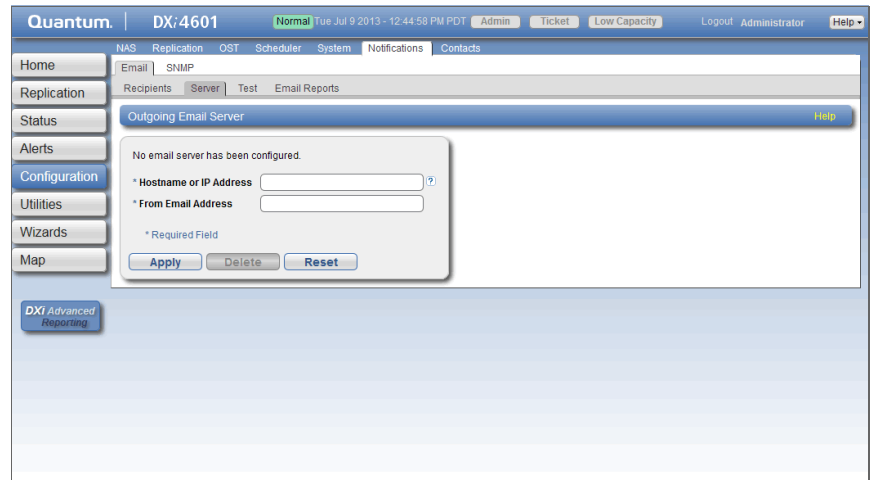 Quantum. DXi4601 Normal Tue Jul 9 2013 - 12:44:58 PM PDT Admin Ticket Low Capacity Logout Administrator Help
NAS Replication OST Scheduler System Notifications Contacts
Home
Email SNMP
Replication
Recipients Server Test Email Reports
Status
Outgoing Email Server Help
Alerts
No email server has been configured.
Configuration
* Hostname or IP Address ?
Utilities
* From Email Address
Wizards
* Required Field
Map
Apply Delete Reset
DXi Advanced
Reporting